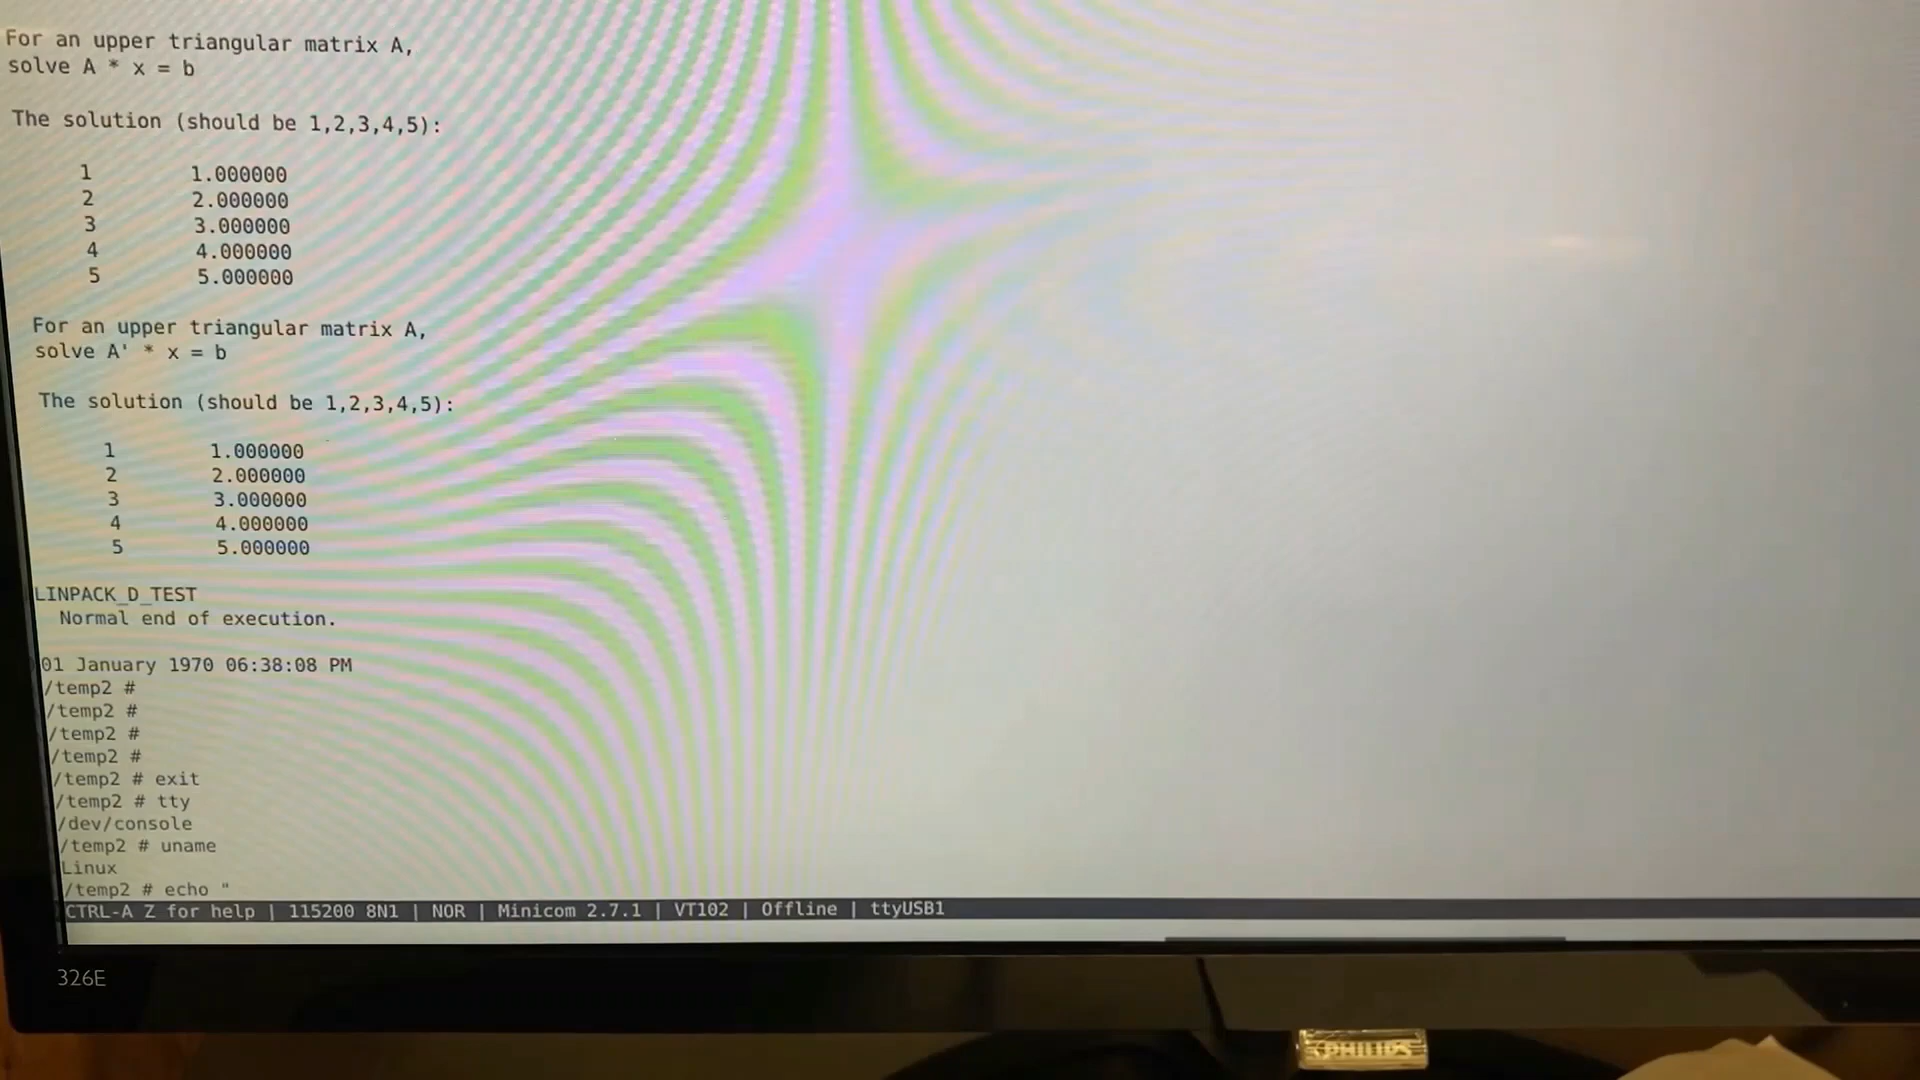 For an upper triangular matrix A,
solve A * x = b
The solution (should be 1,2,3,4,5):
1 1.000000
2 2.000000
3 3.000000
4 4.000000
5 5.000000
For an upper triangular matrix A,
solve A' * x = b
The solution (should be 1,2,3,4,5):
1 1.000000
2 2.000000
3 3.000000
4 4.000000
5 5.000000
LINPACK_D_TEST
Normal end of execution.
01 January 1970 06:38:08 PM
/temp2 #
/temp2 #
/temp2 #
/temp2 #
/temp2 # exit
/temp2 # tty
/dev/console
/temp2 # uname
Linux
/temp2 # echo "
CTRL-A Z for help | 115200 8N1 | NOR | Minicom 2.7.1 | VT102 | Offline | ttyUSB1
326E
PHILIPS